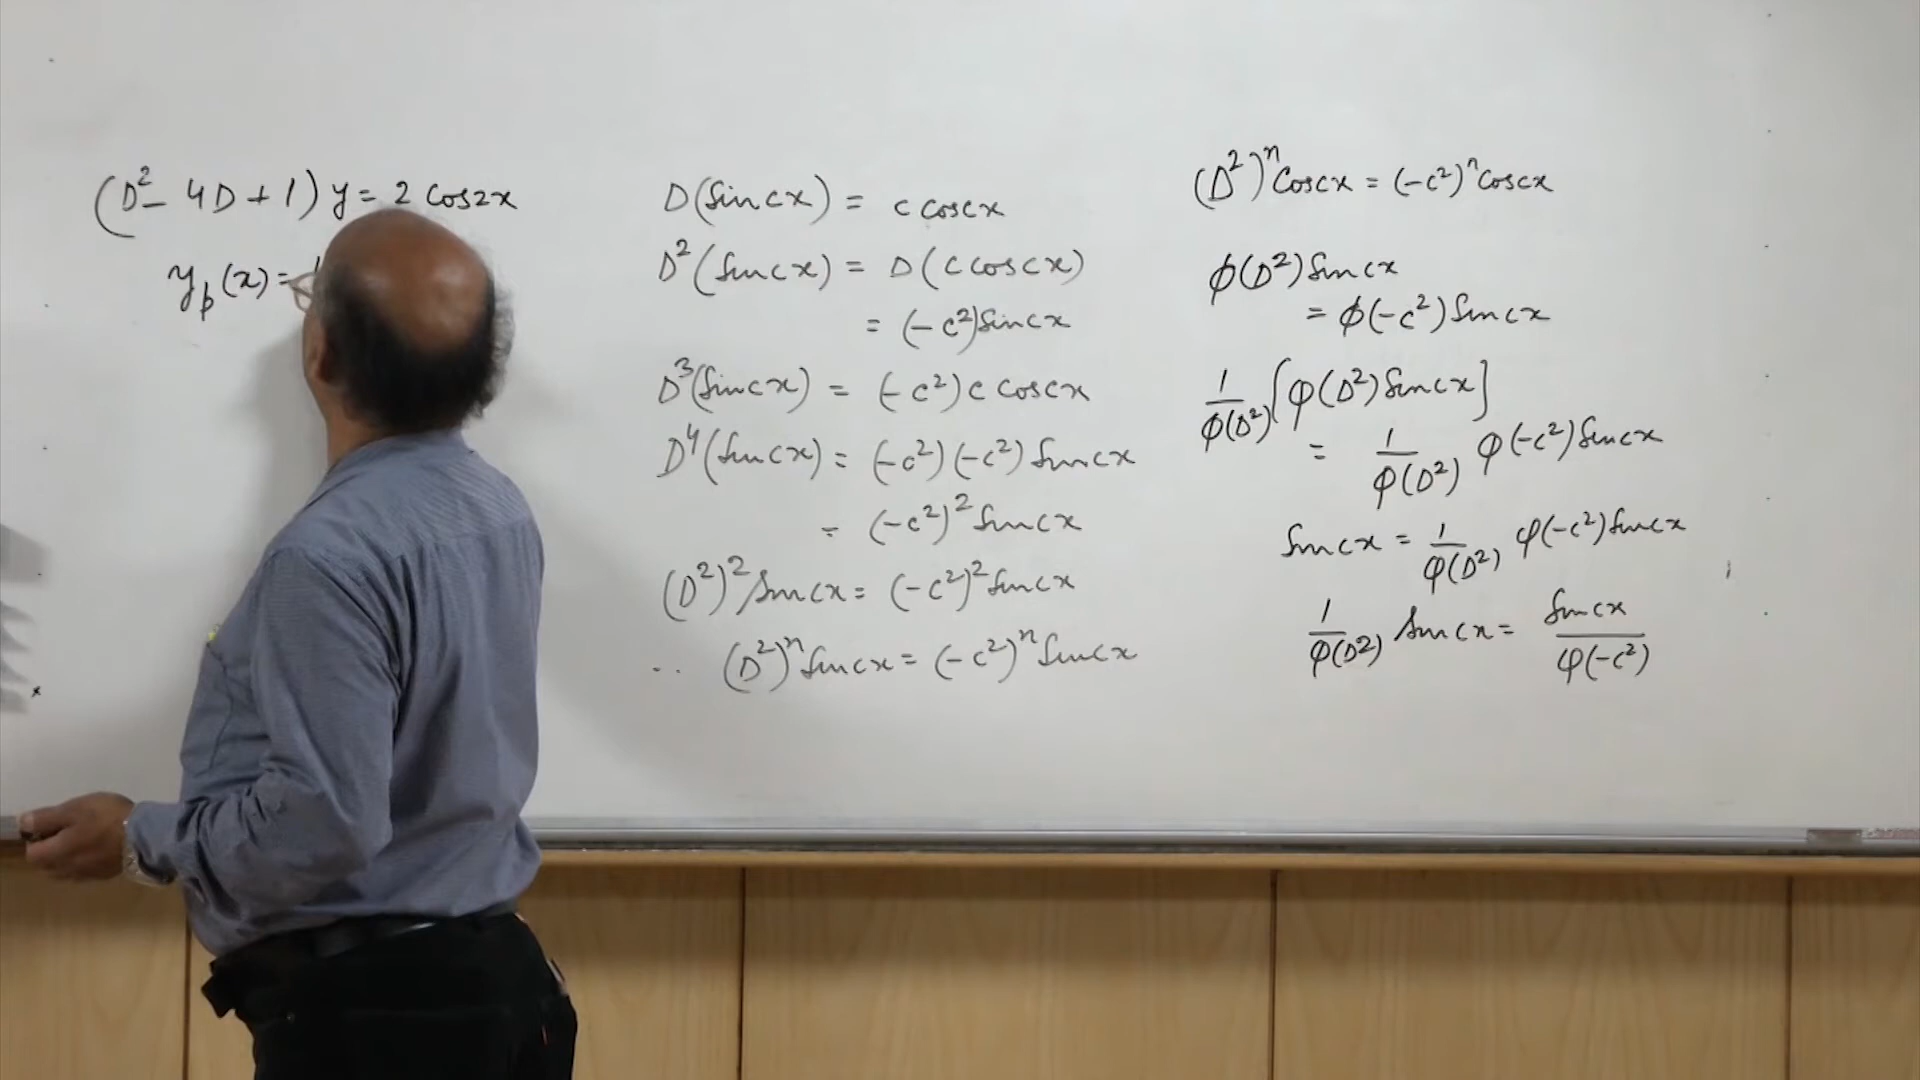 (D² - 4D + 1) y = 2 cos2x
yₚ(x) =
D(sin cx) = c cos cx
D²(sin cx) = D(c cos cx)
= (-c²) sin cx
D³(sin cx) = (-c²) c cos cx
D⁴(sin cx) = (-c²)(-c²) sin cx
= (-c²)² sin cx
(D²)² sin cx = (-c²)² sin cx
∴ (D²)ⁿ sin cx = (-c²)ⁿ sin cx
(D²)ⁿ cos cx = (-c²)ⁿ cos cx
φ(D²) sin cx
= φ(-c²) sin cx
1/φ(D²) [φ(D²) sin cx]
= 1/φ(D²) φ(-c²) sin cx
sin cx = 1/φ(D²) φ(-c²) sin cx
1/φ(D²) sin cx = sin cx/φ(-c²)